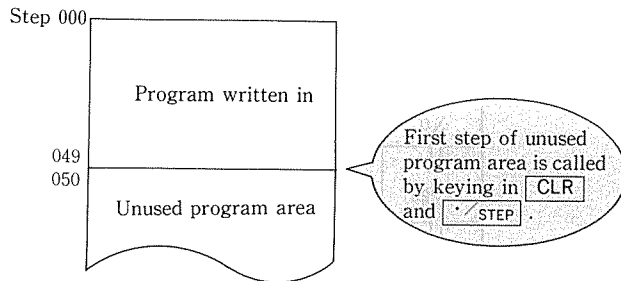 Step 000
Program written in
049
050
Unused program area
First step of unused
program area is called
by keying in CLR
and ·/STEP .